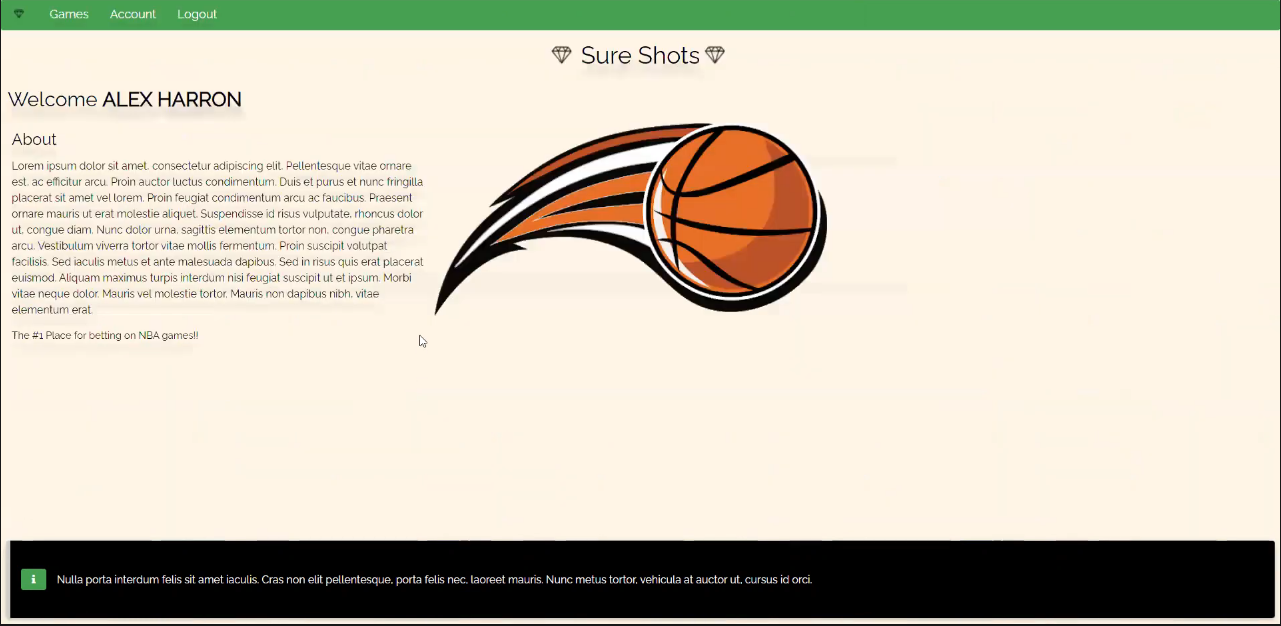 Games Account Logout
Sure Shots
Welcome ALEX HARRON
About
Lorem ipsum dolor sit amet, consectetur adipiscing elit. Pellentesque vitae ornare
est, ac efficitur arcu. Proin auctor luctus condimentum. Duis et purus et nunc fringilla
placerat sit amet vel lorem. Proin feugiat condimentum arcu ac faucibus. Praesent
ornare mauris ut erat molestie aliquet. Suspendisse id risus vulputate, rhoncus dolor
ut, congue diam. Nunc dolor urna, sagittis elementum tortor non, congue pharetra
arcu. Vestibulum viverra tortor vitae mollis fermentum. Proin suscipit volutpat
facilisis. Sed iaculis metus et ante malesuada dapibus. Sed in risus quis erat placerat
euismod. Aliquam maximus turpis interdum nisi feugiat suscipit ut et ipsum. Morbi
vitae neque dolor. Mauris vel molestie tortor. Mauris non dapibus nibh, vitae
elementum erat.
The #1 Place for betting on NBA games!!
Nulla porta interdum felis sit amet iaculis. Cras non elit pellentesque, porta felis nec, laoreet mauris. Nunc metus tortor, vehicula at auctor ut, cursus id orci.